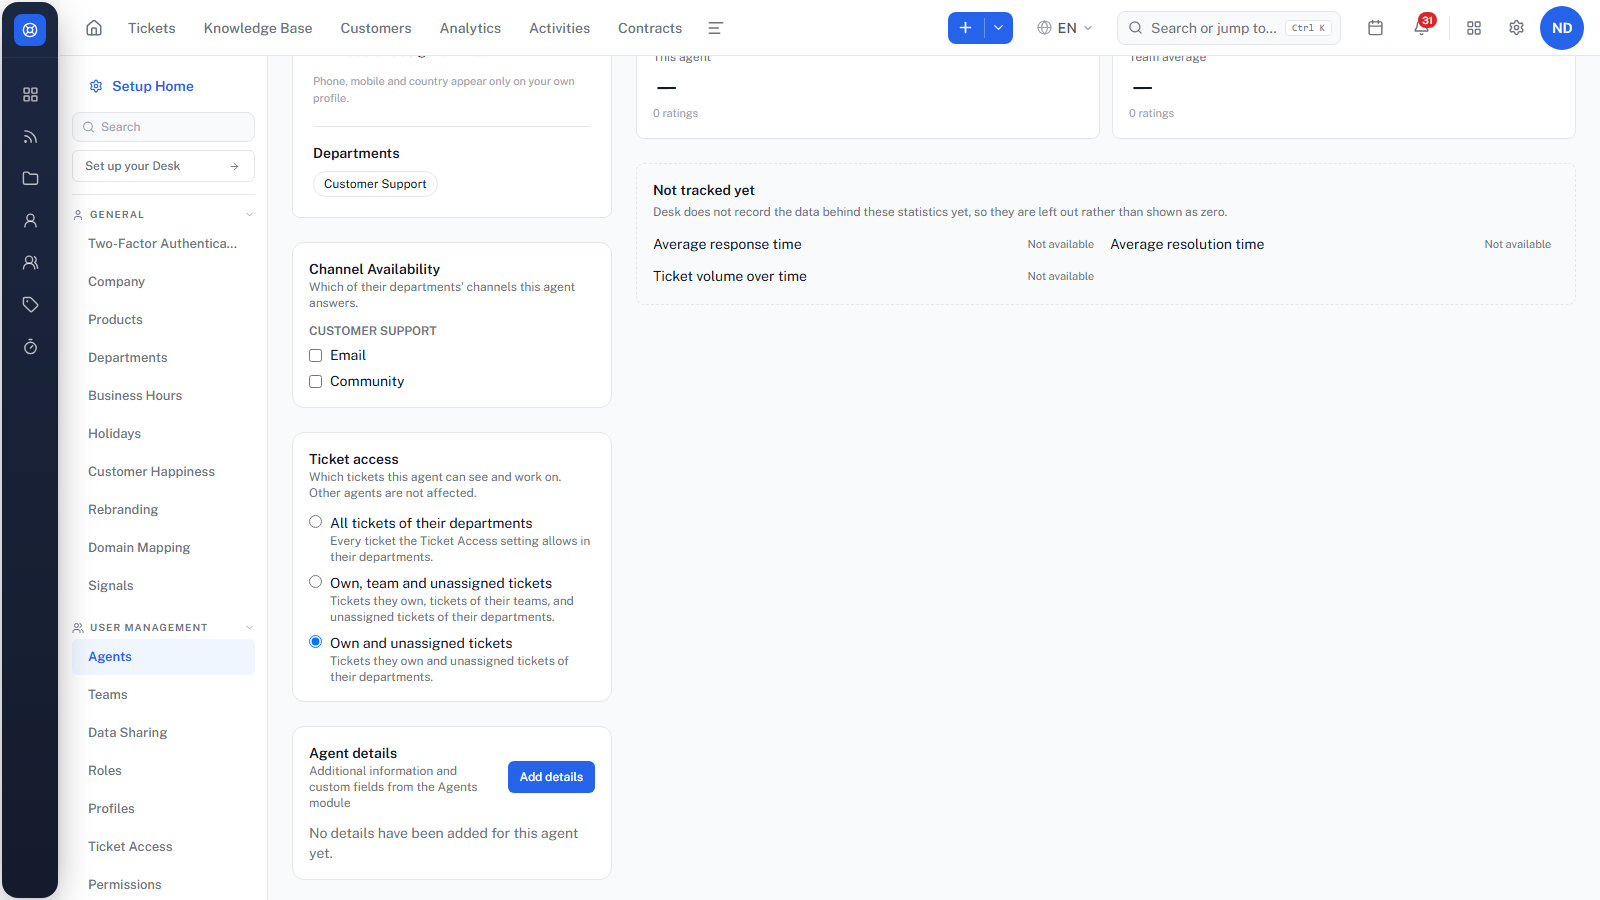 Tickets
Knowledge Base
Customers
Analytics
Activities
Contracts
EN
Search or jump to...
Ctrl K
31
ND
Setup Home
Search
Set up your Desk
GENERAL
Two-Factor Authentica...
Company
Products
Departments
Business Hours
Holidays
Customer Happiness
Rebranding
Domain Mapping
Signals
USER MANAGEMENT
Agents
Teams
Data Sharing
Roles
Profiles
Ticket Access
Permissions
Phone, mobile and country appear only on your own
profile.
Departments
Customer Support
Channel Availability
Which of their departments' channels this agent
answers.
CUSTOMER SUPPORT
Email
Community
Ticket access
Which tickets this agent can see and work on.
Other agents are not affected.
All tickets of their departments
Every ticket the Ticket Access setting allows in
their departments.
Own, team and unassigned tickets
Tickets they own, tickets of their teams, and
unassigned tickets of their departments.
Own and unassigned tickets
Tickets they own and unassigned tickets of
their departments.
Agent details
Additional information and
custom fields from the Agents
module
Add details
No details have been added for this agent
yet.
This agent
—
0 ratings
Team average
—
0 ratings
Not tracked yet
Desk does not record the data behind these statistics yet, so they are left out rather than shown as zero.
Average response time
Not available
Average resolution time
Not available
Ticket volume over time
Not available